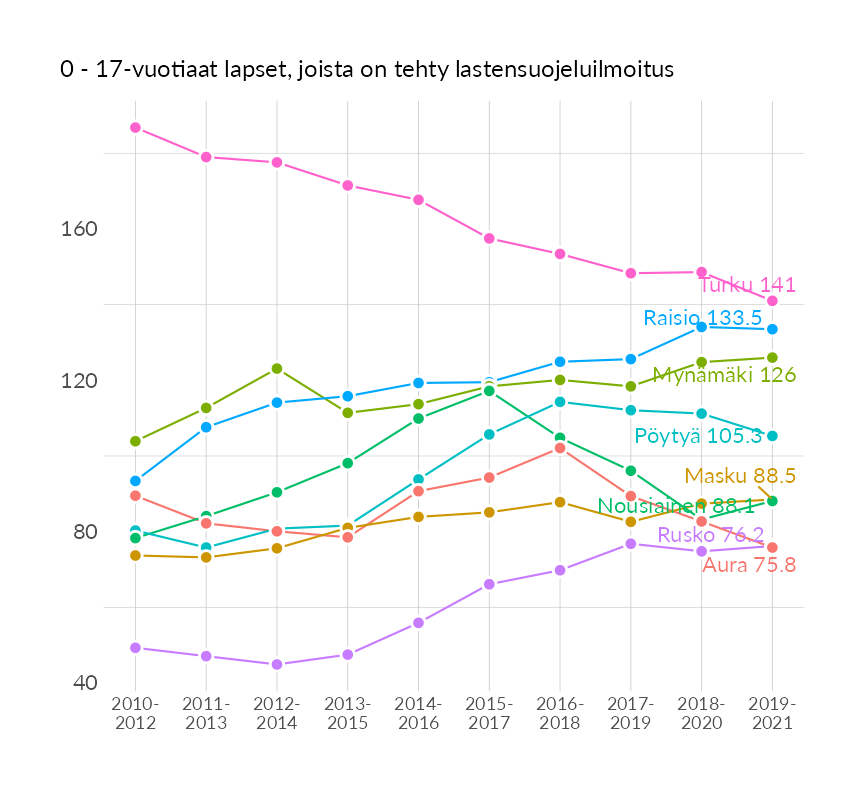 0 - 17-vuotiaat lapset, joista on tehty lastensuojeluilmoitus
160
120
80
40
Turku 141
Raisio 133.5
Mynämäki 126
Pöytyä 105.3
Masku 88.5
Nousiainen 88.1
Rusko 76.2
Aura 75.8
2010-
2012
2011-
2013
2012-
2014
2013-
2015
2014-
2016
2015-
2017
2016-
2018
2017-
2019
2018-
2020
2019-
2021